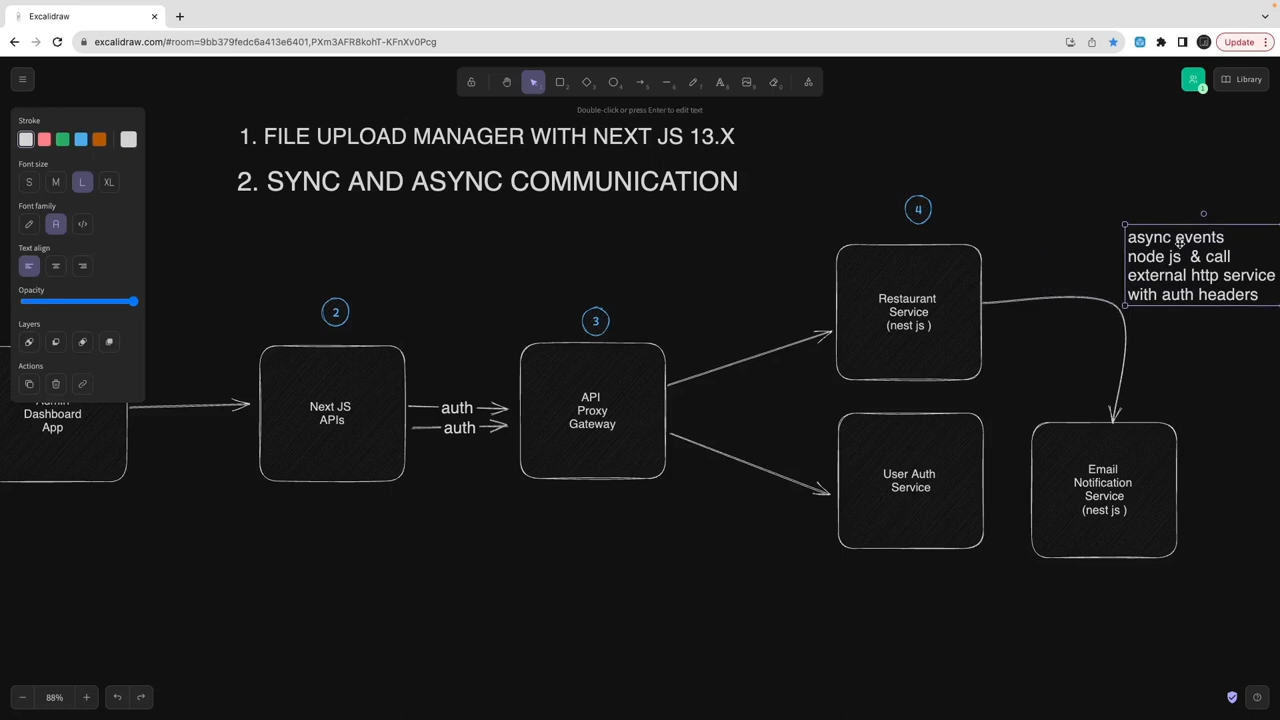 Excalidraw
excalidraw.com/#room=9bb379fedc6a413e6401,PXm3AFR8kohT-KFnXv0Pcg
Update
Library
Double-click or press Enter to edit text
Stroke
Font size
S M L XL
Font family
A
Text align
Opacity
Layers
Actions
1. FILE UPLOAD MANAGER WITH NEXT JS 13.X
2. SYNC AND ASYNC COMMUNICATION
4
async events
node js & call
external http service
with auth headers
2
3
Restaurant
Service
(nest js )
Dashboard
App
Next JS
APIs
auth
auth
API
Proxy
Gateway
User Auth
Service
Email
Notification
Service
(nest js )
88%
1